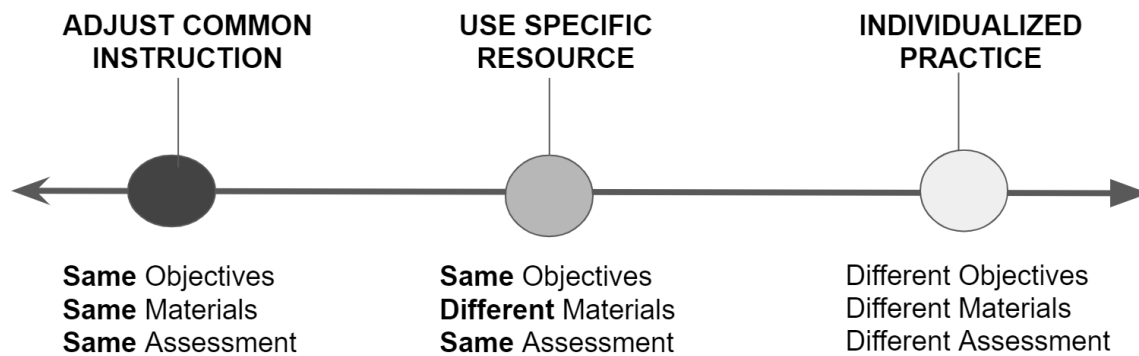 ADJUST COMMON
INSTRUCTION
USE SPECIFIC
RESOURCE
INDIVIDUALIZED
PRACTICE
Same Objectives
Same Materials
Same Assessment
Same Objectives
Different Materials
Same Assessment
Different Objectives
Different Materials
Different Assessment